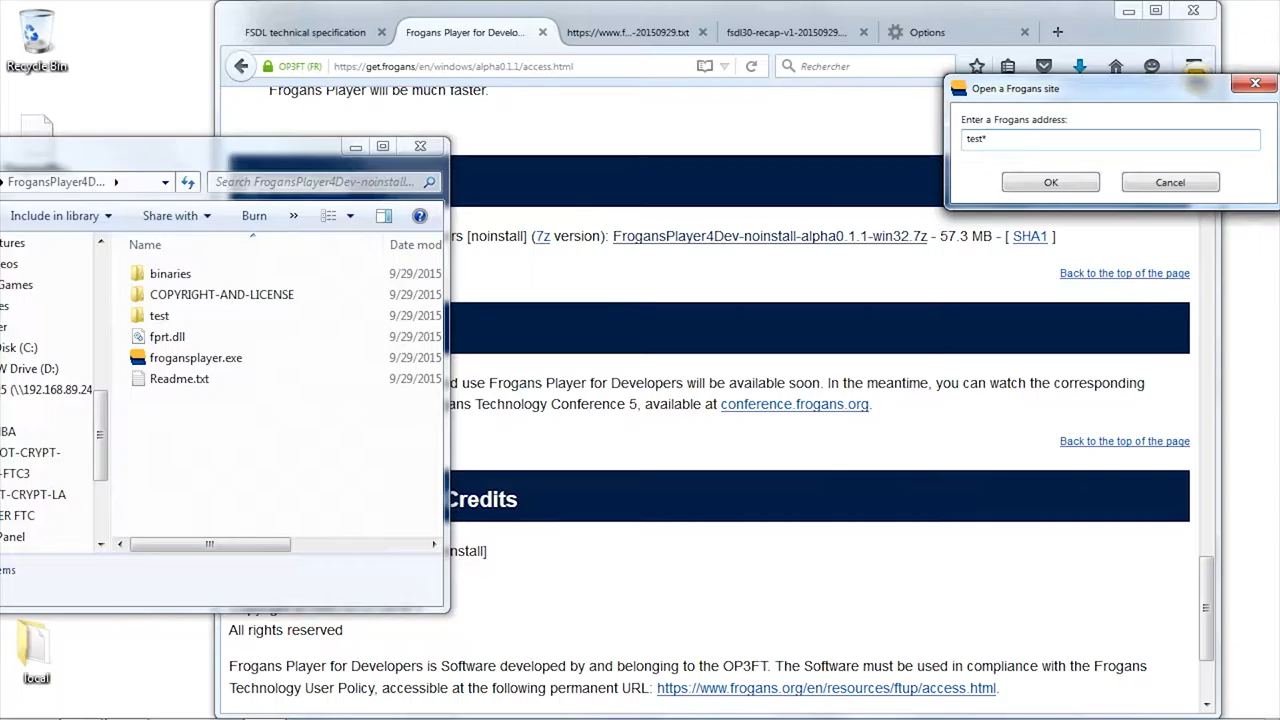 Recycle Bin
FSDL technical specification
Frogans Player for Develo...
https://www.f...-20150929.txt
fsdl30-recap-v1-20150929....
Options
OP3FT (FR)
https://get.frogans/en/windows/alpha0.1.1/access.html
Rechercher
Frogans Player will be much faster.
Open a Frogans site
Enter a Frogans address:
test*
OK
Cancel
FrogansPlayer4D...
Search FrogansPlayer4Dev-noinstall...
Include in library
Share with
Burn
»
Name
Date mod
tures
eos
Games
es
er
Disk (C:)
W Drive (D:)
5 (\\192.168.89.24
BA
OT-CRYPT-
FTC3
T-CRYPT-LA
ER FTC
Panel
ems
binaries 9/29/2015
COPYRIGHT-AND-LICENSE 9/29/2015
test 9/29/2015
fprt.dll 9/29/2015
frogansplayer.exe 9/29/2015
Readme.txt 9/29/2015
rs [noinstall] (7z version): FrogansPlayer4Dev-noinstall-alpha0.1.1-win32.7z - 57.3 MB - [ SHA1 ]
Back to the top of the page
d use Frogans Player for Developers will be available soon. In the meantime, you can watch the corresponding
ans Technology Conference 5, available at conference.frogans.org.
Back to the top of the page
Credits
nstall]
All rights reserved
Frogans Player for Developers is Software developed by and belonging to the OP3FT. The Software must be used in compliance with the Frogans
Technology User Policy, accessible at the following permanent URL: https://www.frogans.org/en/resources/ftup/access.html.
local